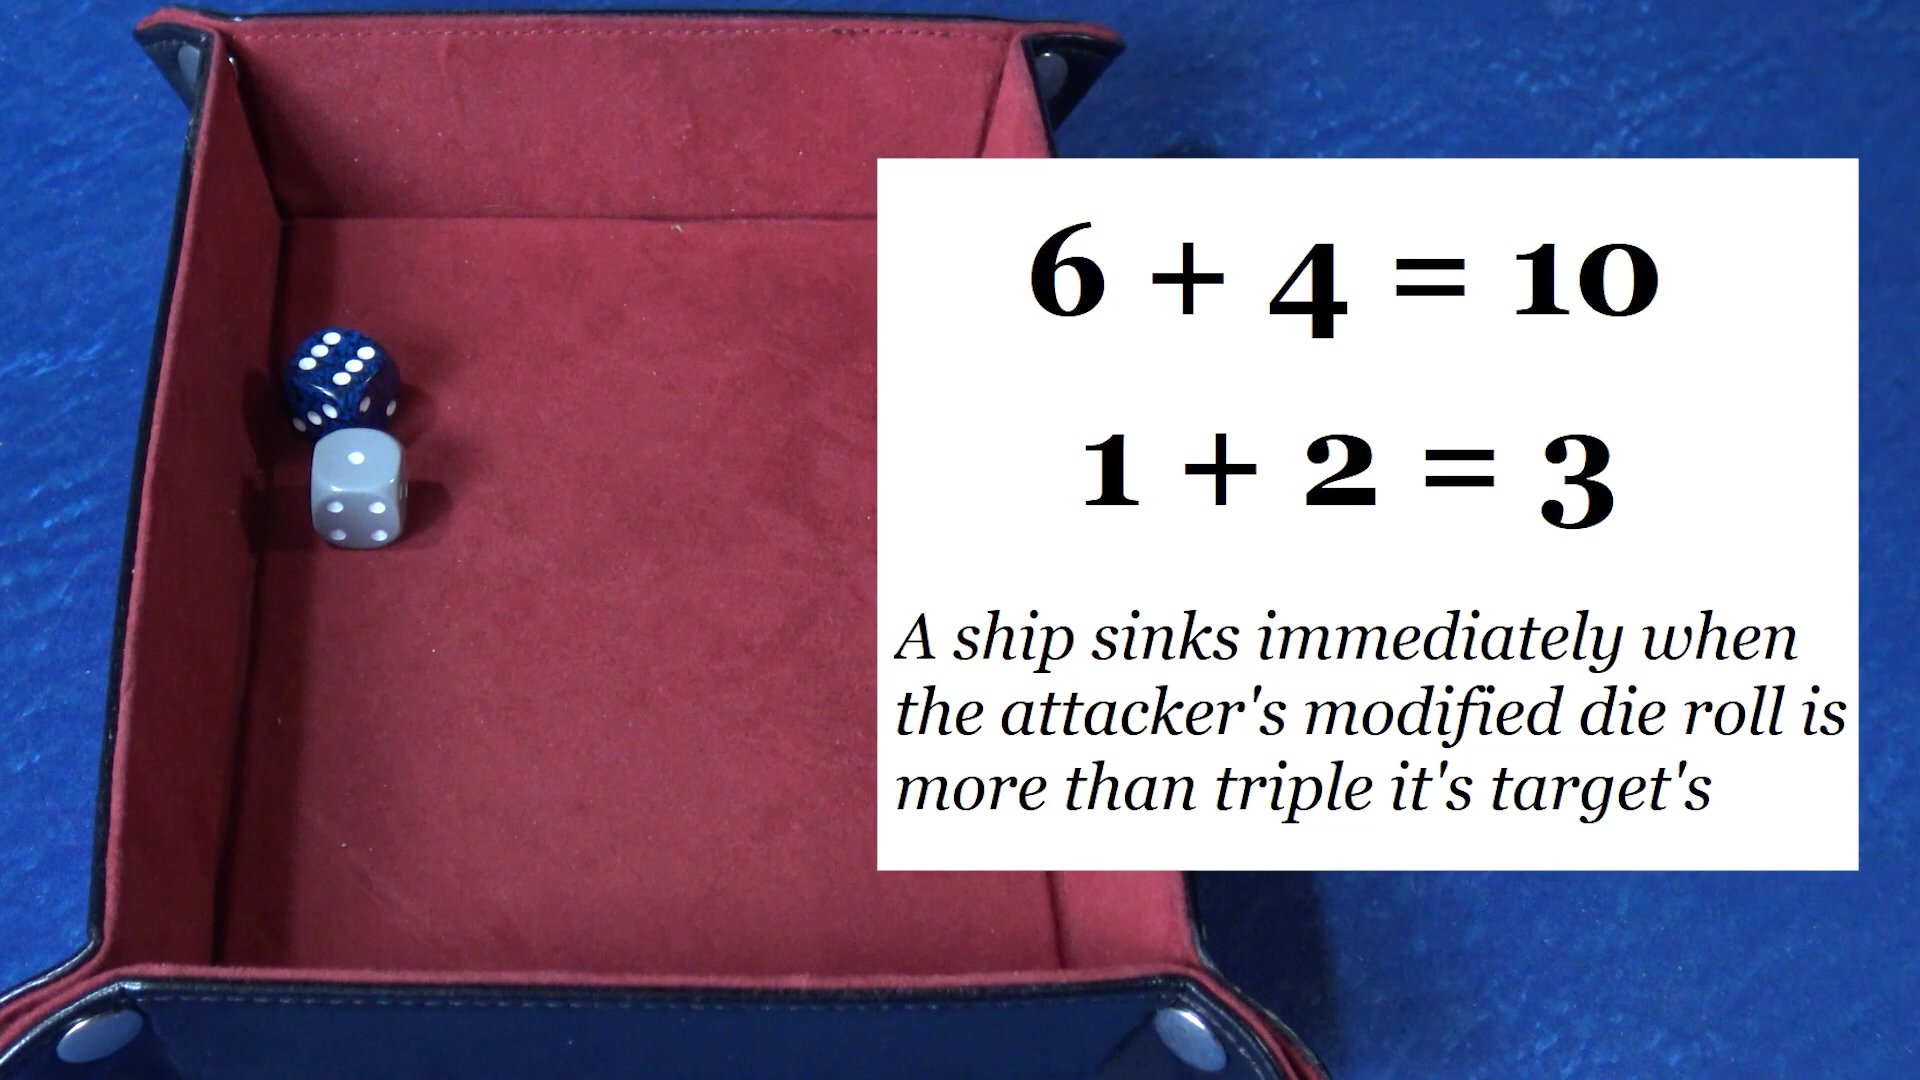 6 + 4 = 10
1 + 2 = 3
A ship sinks immediately when
the attacker's modified die roll is
more than triple it's target's